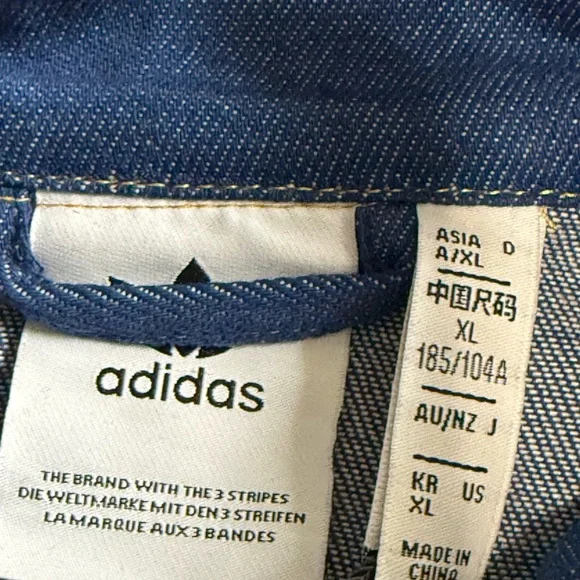 adidas
THE BRAND WITH THE 3 STRIPES
DIE WELTMARKE MIT DEN 3 STREIFEN
LA MARQUE AUX 3 BANDES
ASIA D
A/XL
中国尺码
XL
185/104A
AU/NZ J
KR US
XL
MADE IN
CHINA